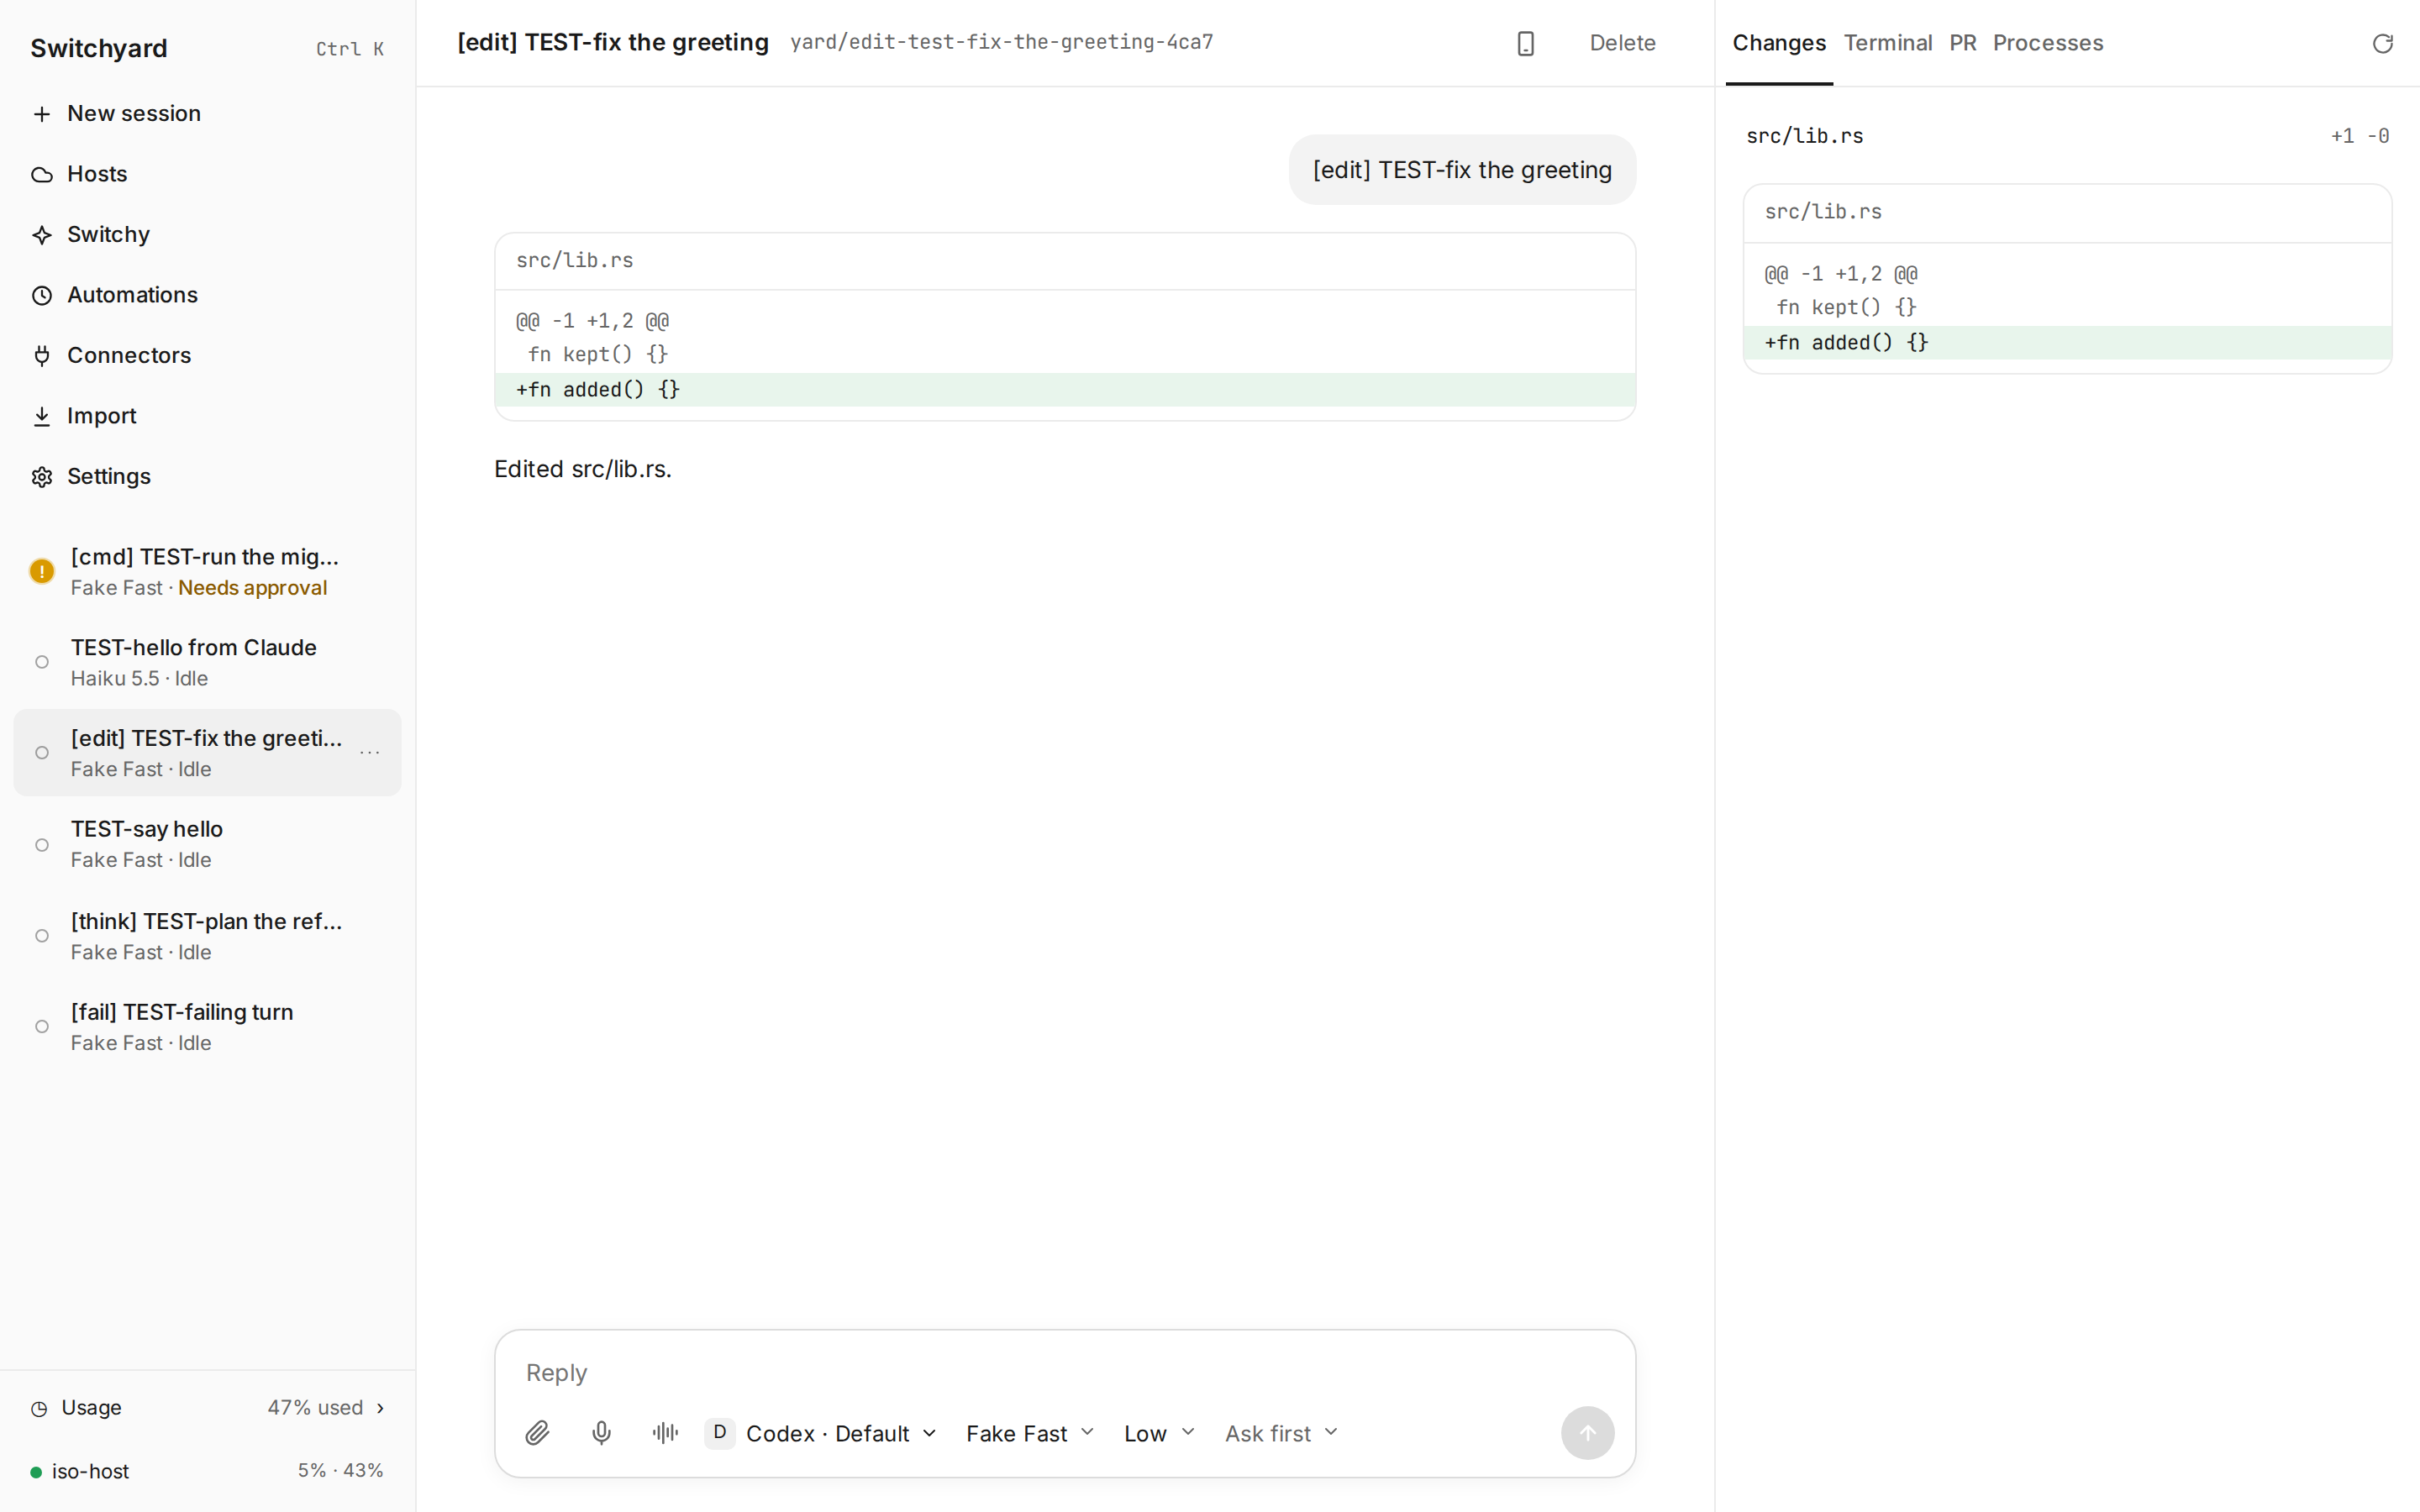 Switchyard
Ctrl K
New session
Hosts
Switchy
Automations
Connectors
Import
Settings
[cmd] TEST-run the mig...
Fake Fast · Needs approval
TEST-hello from Claude
Haiku 5.5 · Idle
[edit] TEST-fix the greeti...
Fake Fast · Idle
TEST-say hello
Fake Fast · Idle
[think] TEST-plan the ref...
Fake Fast · Idle
[fail] TEST-failing turn
Fake Fast · Idle
Usage
47% used
iso-host
5% · 43%
[edit] TEST-fix the greeting yard/edit-test-fix-the-greeting-4ca7
Delete
[edit] TEST-fix the greeting
src/lib.rs
@@ -1 +1,2 @@
 fn kept() {}
+fn added() {}
Edited src/lib.rs.
Reply
D Codex · Default Fake Fast Low Ask first
Changes Terminal PR Processes
src/lib.rs
+1 -0
src/lib.rs
@@ -1 +1,2 @@
 fn kept() {}
+fn added() {}